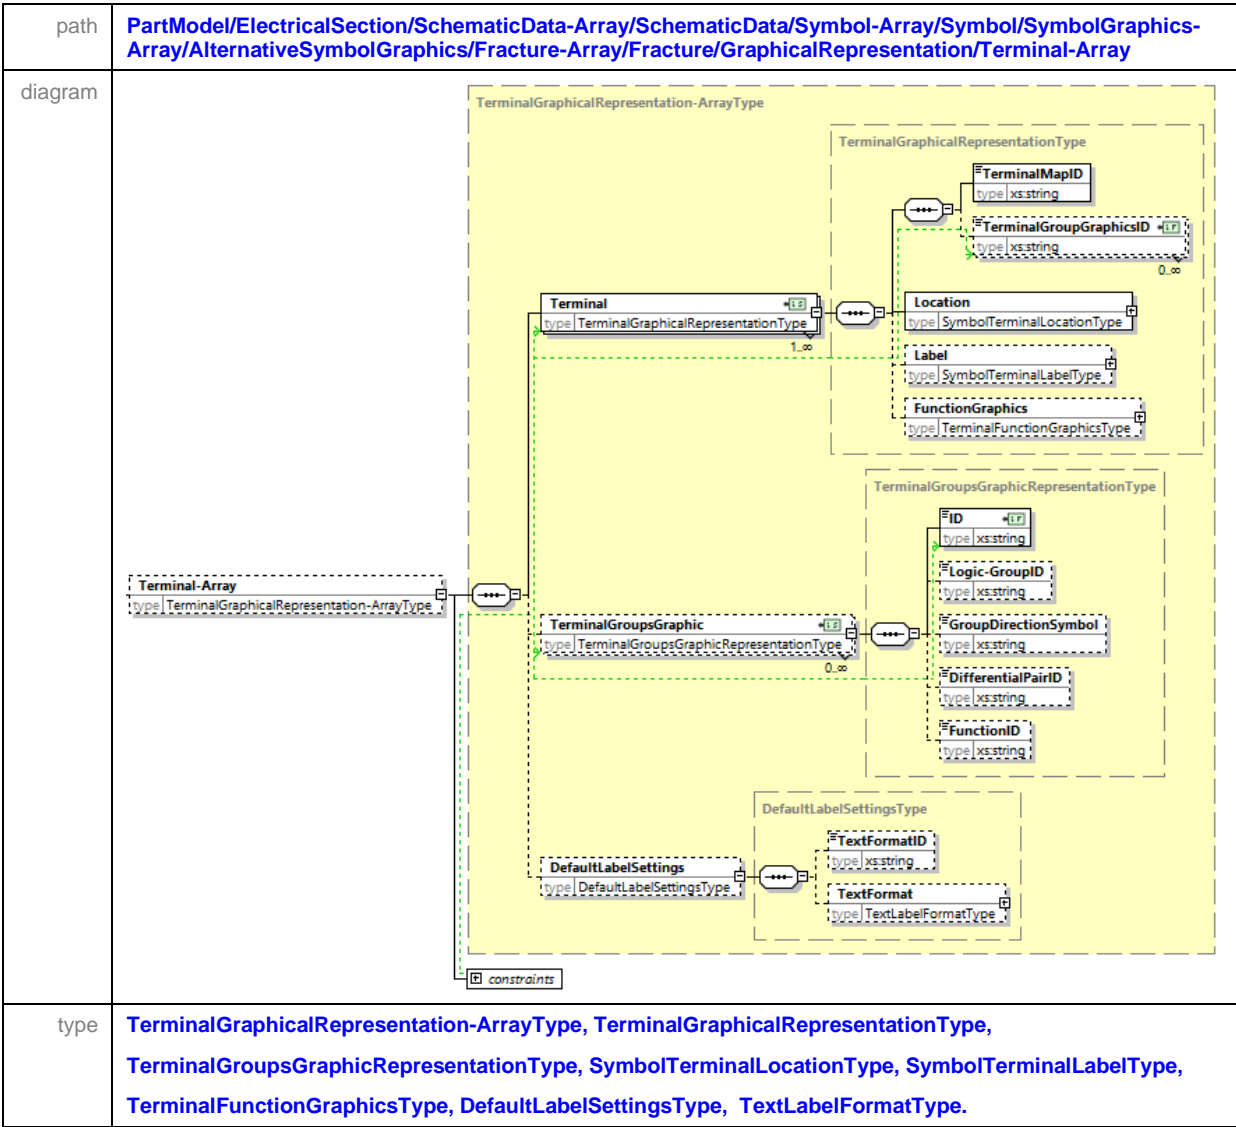 path
PartModel/ElectricalSection/SchematicData-Array/SchematicData/Symbol-Array/Symbol/SymbolGraphics-
Array/AlternativeSymbolGraphics/Fracture-Array/Fracture/GraphicalRepresentation/Terminal-Array
diagram
TerminalGraphicalRepresentation-ArrayType
TerminalGraphicalRepresentationType
TerminalMapID
type xs:string
TerminalGroupGraphicsID
type xs:string
0..∞
Terminal
type TerminalGraphicalRepresentationType
1..∞
Location
type SymbolTerminalLocationType
Label
type SymbolTerminalLabelType
FunctionGraphics
type TerminalFunctionGraphicsType
TerminalGroupsGraphicRepresentationType
ID
type xs:string
Logic-GroupID
type xs:string
Terminal-Array
type TerminalGraphicalRepresentation-ArrayType
TerminalGroupsGraphic
type TerminalGroupsGraphicRepresentationType
0..∞
GroupDirectionSymbol
type xs:string
DifferentialPairID
type xs:string
FunctionID
type xs:string
DefaultLabelSettingsType
TextFormatID
type xs:string
DefaultLabelSettings
type DefaultLabelSettingsType
TextFormat
type TextLabelFormatType
constraints
type
TerminalGraphicalRepresentation-ArrayType, TerminalGraphicalRepresentationType,
TerminalGroupsGraphicRepresentationType, SymbolTerminalLocationType, SymbolTerminalLabelType,
TerminalFunctionGraphicsType, DefaultLabelSettingsType, TextLabelFormatType.